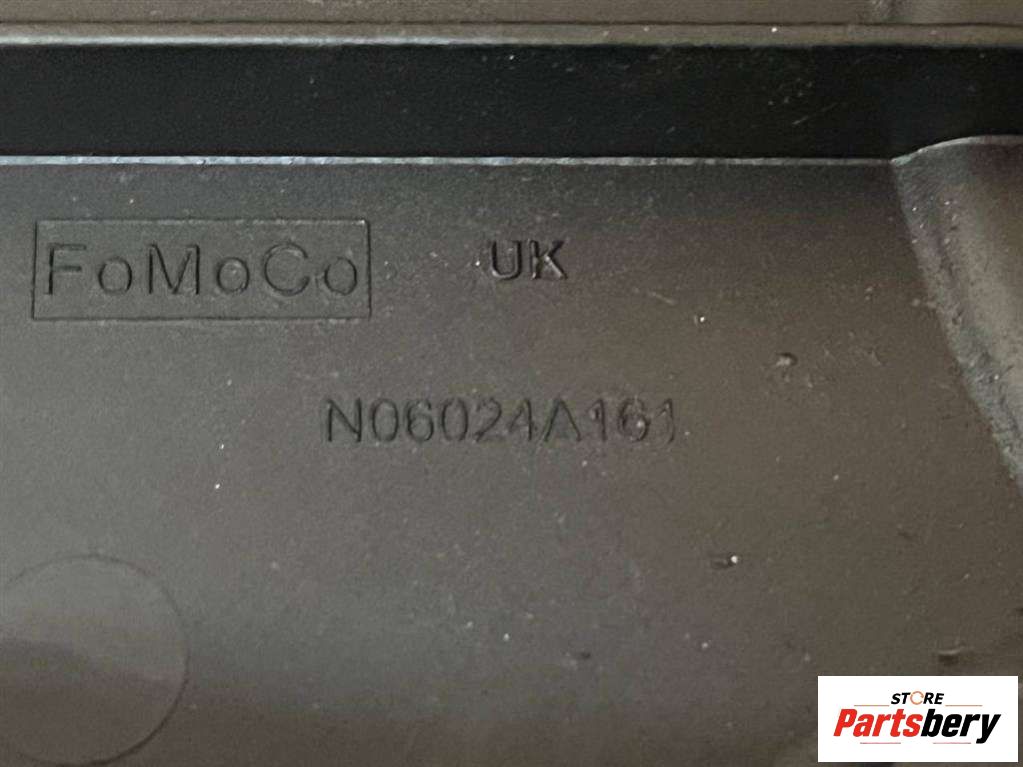 FoMoCo UK
N06024A161
STORE
Partsbery